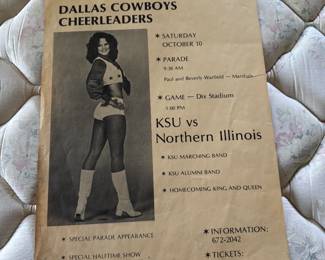 DALLAS COWBOYS
CHEERLEADERS
* SATURDAY
OCTOBER 10
* PARADE
9:30 AM
Paul and Beverly Warfield — Marshals
* GAME — Dix Stadium
1:00 PM
KSU vs
Northern Illinois
* KSU MARCHING BAND
* KSU ALUMNI BAND
* HOMECOMING KING AND QUEEN
* SPECIAL PARADE APPEARANCE
* SPECIAL HALFTIME SHOW
* INFORMATION:
672-2042
* TICKETS: